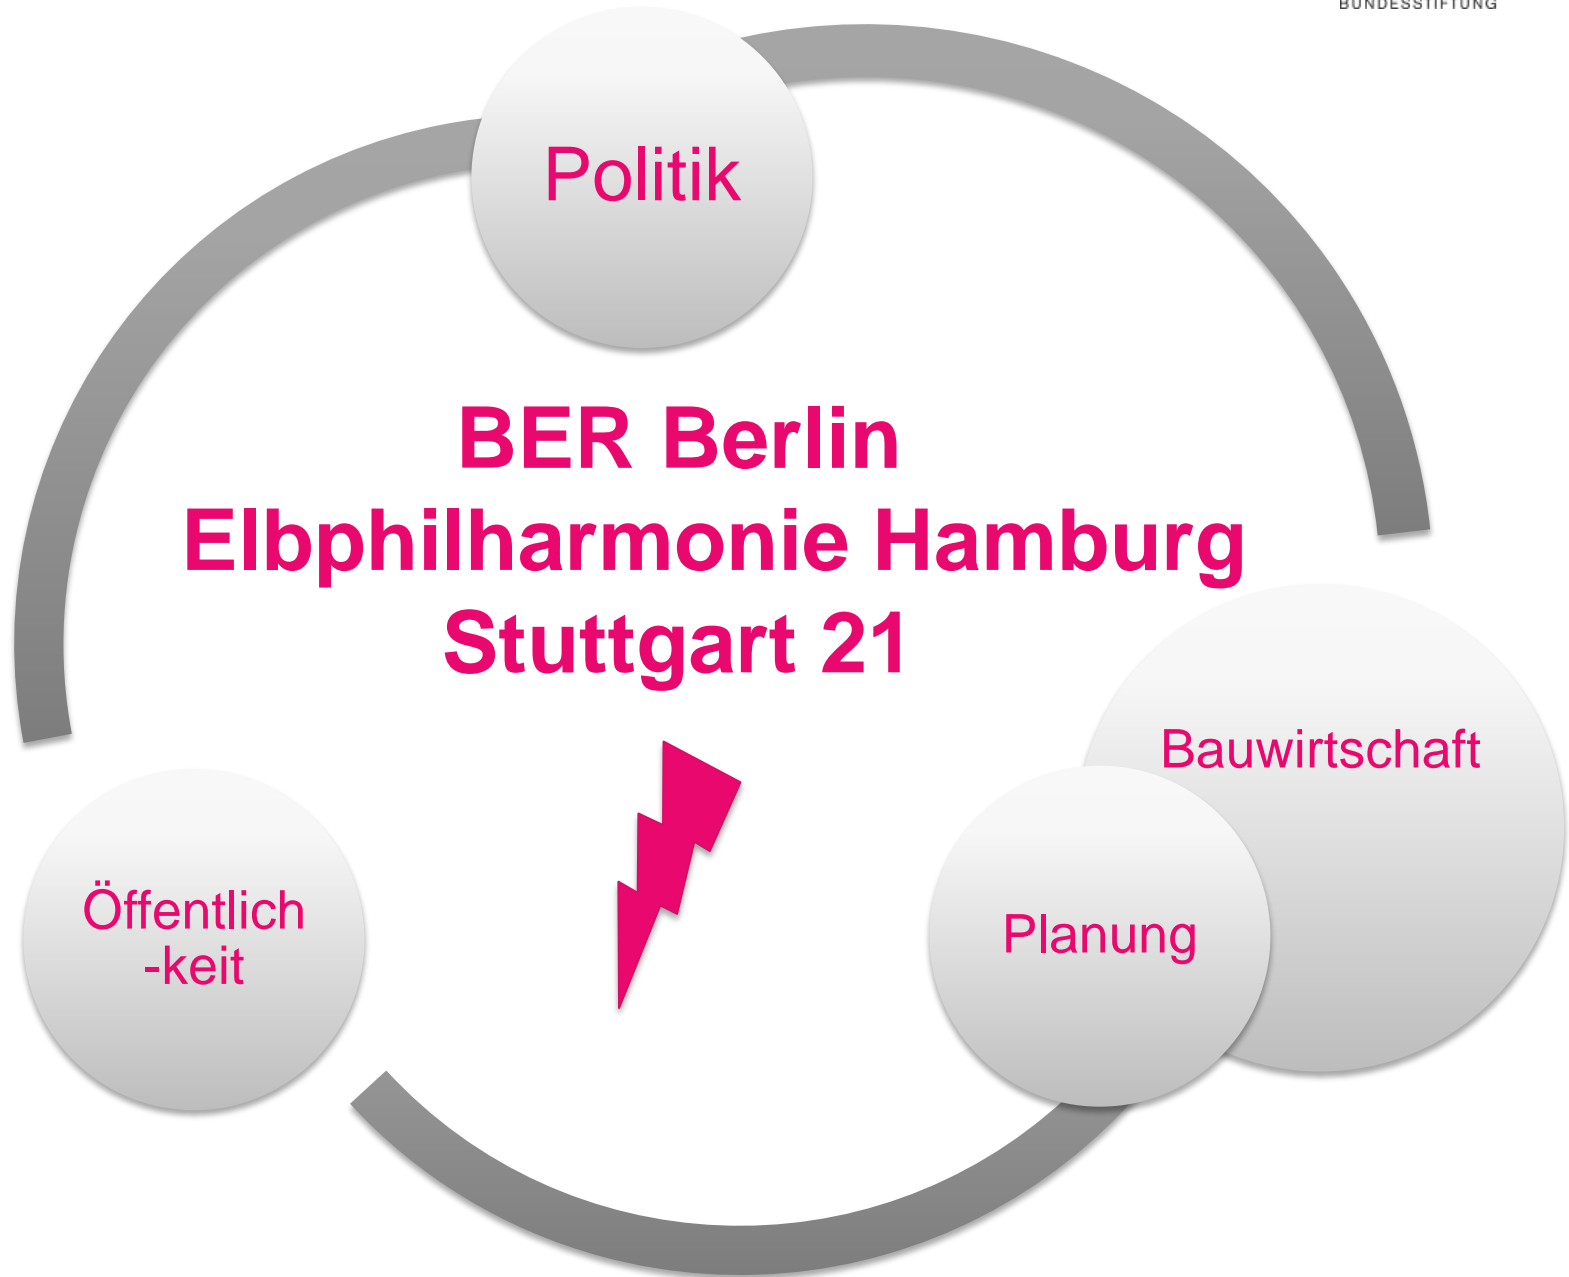 BUNDESSTIFTUNG
Politik
BER Berlin
Elbphilharmonie Hamburg
Stuttgart 21
Bauwirtschaft
Öffentlich
-keit
Planung